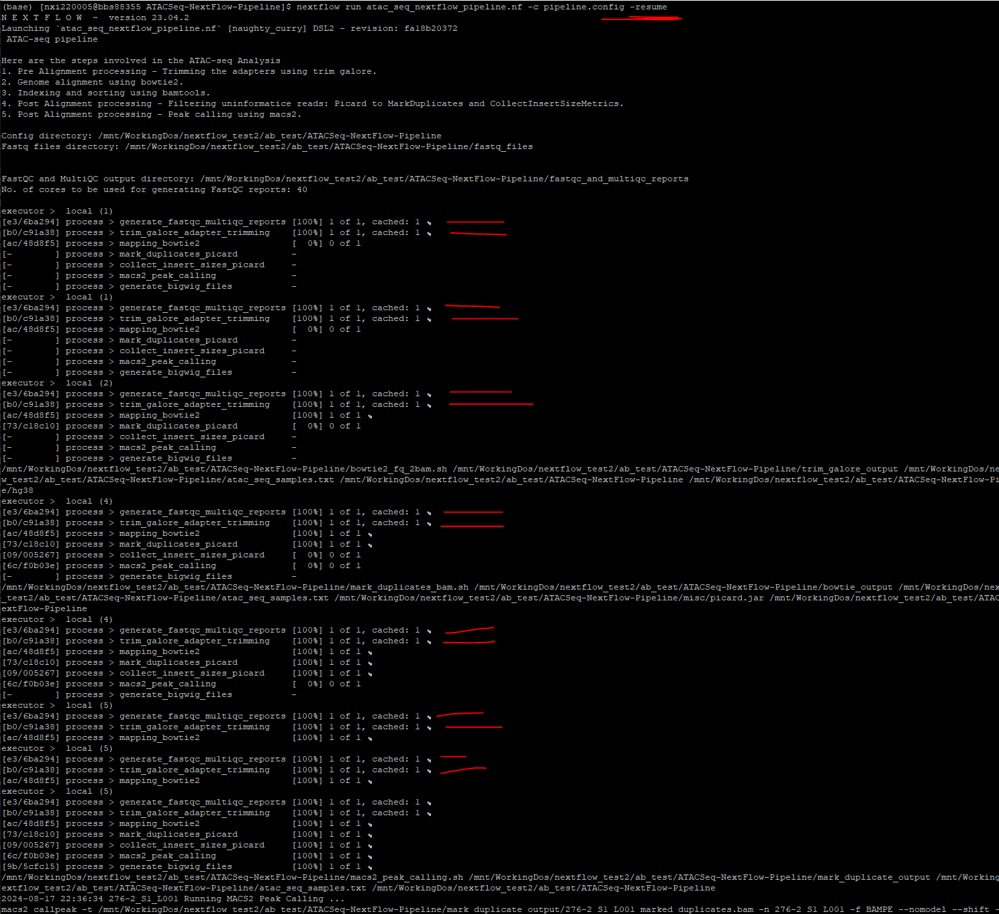 (base) [nxi220005@bbs88355 ATACSeq-NextFlow-Pipeline]$ nextflow run atac_seq_nextflow_pipeline.nf -c pipeline.config -resume
N E X T F L O W  ~  version 23.04.2
Launching `atac_seq_nextflow_pipeline.nf` [naughty_curry] DSL2 - revision: fa18b20372
 ATAC-seq pipeline
Here are the steps involved in the ATAC-seq Analysis
1. Pre Alignment processing - Trimming the adapters using trim galore.
2. Genome alignment using bowtie2.
3. Indexing and sorting using bamtools.
4. Post Alignment processing - Filtering uninformatice reads: Picard to MarkDuplicates and CollectInsertSizeMetrics.
5. Post Alignment processing - Peak calling using macs2.
Config directory: /mnt/WorkingDos/nextflow_test2/ab_test/ATACSeq-NextFlow-Pipeline
Fastq files directory: /mnt/WorkingDos/nextflow_test2/ab_test/ATACSeq-NextFlow-Pipeline/fastq_files
FastQC and MultiQC output directory: /mnt/WorkingDos/nextflow_test2/ab_test/ATACSeq-NextFlow-Pipeline/fastqc_and_multiqc_reports
No. of cores to be used for generating FastQC reports: 40
executor >  local (1)
[e3/6ba294] process > generate_fastqc_multiqc_reports [100%] 1 of 1, cached: 1 ✔
[b0/c91a38] process > trim_galore_adapter_trimming    [100%] 1 of 1, cached: 1 ✔
[ac/48d8f5] process > mapping_bowtie2                 [  0%] 0 of 1
[-        ] process > mark_duplicates_picard          -
[-        ] process > collect_insert_sizes_picard     -
[-        ] process > macs2_peak_calling              -
[-        ] process > generate_bigwig_files           -
executor >  local (1)
[e3/6ba294] process > generate_fastqc_multiqc_reports [100%] 1 of 1, cached: 1 ✔
[b0/c91a38] process > trim_galore_adapter_trimming    [100%] 1 of 1, cached: 1 ✔
[ac/48d8f5] process > mapping_bowtie2                 [  0%] 0 of 1
[-        ] process > mark_duplicates_picard          -
[-        ] process > collect_insert_sizes_picard     -
[-        ] process > macs2_peak_calling              -
[-        ] process > generate_bigwig_files           -
executor >  local (2)
[e3/6ba294] process > generate_fastqc_multiqc_reports [100%] 1 of 1, cached: 1 ✔
[b0/c91a38] process > trim_galore_adapter_trimming    [100%] 1 of 1, cached: 1 ✔
[ac/48d8f5] process > mapping_bowtie2                 [100%] 1 of 1 ✔
[73/c18c10] process > mark_duplicates_picard          [  0%] 0 of 1
[-        ] process > collect_insert_sizes_picard     -
[-        ] process > macs2_peak_calling              -
[-        ] process > generate_bigwig_files           -
/mnt/WorkingDos/nextflow_test2/ab_test/ATACSeq-NextFlow-Pipeline/bowtie2_fq_2bam.sh /mnt/WorkingDos/nextflow_test2/ab_test/ATACSeq-NextFlow-Pipeline/trim_galore_output /mnt/WorkingDos/ne
w_test2/ab_test/ATACSeq-NextFlow-Pipeline/atac_seq_samples.txt /mnt/WorkingDos/nextflow_test2/ab_test/ATACSeq-NextFlow-Pipeline /mnt/WorkingDos/nextflow_test2/ab_test/ATACSeq-NextFlow-Pi
e/hg38
executor >  local (4)
[e3/6ba294] process > generate_fastqc_multiqc_reports [100%] 1 of 1, cached: 1 ✔
[b0/c91a38] process > trim_galore_adapter_trimming    [100%] 1 of 1, cached: 1 ✔
[ac/48d8f5] process > mapping_bowtie2                 [100%] 1 of 1 ✔
[73/c18c10] process > mark_duplicates_picard          [100%] 1 of 1 ✔
[09/005267] process > collect_insert_sizes_picard     [  0%] 0 of 1
[6c/f0b03e] process > macs2_peak_calling              [  0%] 0 of 1
[-        ] process > generate_bigwig_files           -
/mnt/WorkingDos/nextflow_test2/ab_test/ATACSeq-NextFlow-Pipeline/mark_duplicates_bam.sh /mnt/WorkingDos/nextflow_test2/ab_test/ATACSeq-NextFlow-Pipeline/bowtie_output /mnt/WorkingDos/nex
_test2/ab_test/ATACSeq-NextFlow-Pipeline/atac_seq_samples.txt /mnt/WorkingDos/nextflow_test2/ab_test/ATACSeq-NextFlow-Pipeline/misc/picard.jar /mnt/WorkingDos/nextflow_test2/ab_test/ATAC
extFlow-Pipeline
executor >  local (4)
[e3/6ba294] process > generate_fastqc_multiqc_reports [100%] 1 of 1, cached: 1 ✔
[b0/c91a38] process > trim_galore_adapter_trimming    [100%] 1 of 1, cached: 1 ✔
[ac/48d8f5] process > mapping_bowtie2                 [100%] 1 of 1 ✔
[73/c18c10] process > mark_duplicates_picard          [100%] 1 of 1 ✔
[09/005267] process > collect_insert_sizes_picard     [100%] 1 of 1 ✔
[6c/f0b03e] process > macs2_peak_calling              [  0%] 0 of 1
[-        ] process > generate_bigwig_files           -
executor >  local (5)
[e3/6ba294] process > generate_fastqc_multiqc_reports [100%] 1 of 1, cached: 1 ✔
[b0/c91a38] process > trim_galore_adapter_trimming    [100%] 1 of 1, cached: 1 ✔
[ac/48d8f5] process > mapping_bowtie2                 [100%] 1 of 1 ✔
executor >  local (5)
[e3/6ba294] process > generate_fastqc_multiqc_reports [100%] 1 of 1, cached: 1 ✔
[b0/c91a38] process > trim_galore_adapter_trimming    [100%] 1 of 1, cached: 1 ✔
[ac/48d8f5] process > mapping_bowtie2                 [100%] 1 of 1 ✔
executor >  local (5)
[e3/6ba294] process > generate_fastqc_multiqc_reports [100%] 1 of 1, cached: 1 ✔
[b0/c91a38] process > trim_galore_adapter_trimming    [100%] 1 of 1, cached: 1 ✔
[ac/48d8f5] process > mapping_bowtie2                 [100%] 1 of 1 ✔
[73/c18c10] process > mark_duplicates_picard          [100%] 1 of 1 ✔
[09/005267] process > collect_insert_sizes_picard     [100%] 1 of 1 ✔
[6c/f0b03e] process > macs2_peak_calling              [100%] 1 of 1 ✔
[9b/5cfc15] process > generate_bigwig_files           [100%] 1 of 1 ✔
/mnt/WorkingDos/nextflow_test2/ab_test/ATACSeq-NextFlow-Pipeline/macs2_peak_calling.sh /mnt/WorkingDos/nextflow_test2/ab_test/ATACSeq-NextFlow-Pipeline/mark_duplicate_output /mnt/Working
extflow_test2/ab_test/ATACSeq-NextFlow-Pipeline/atac_seq_samples.txt /mnt/WorkingDos/nextflow_test2/ab_test/ATACSeq-NextFlow-Pipeline
2024-08-17 22:36:34 276-2_S1_L001 Running MACS2 Peak Calling ...
macs2 callpeak -t /mnt/WorkingDos/nextflow_test2/ab_test/ATACSeq-NextFlow-Pipeline/mark_duplicate_output/276-2_S1_L001_marked_duplicates.bam -n 276-2_S1_L001 -f BAMPE --nomodel --shift -